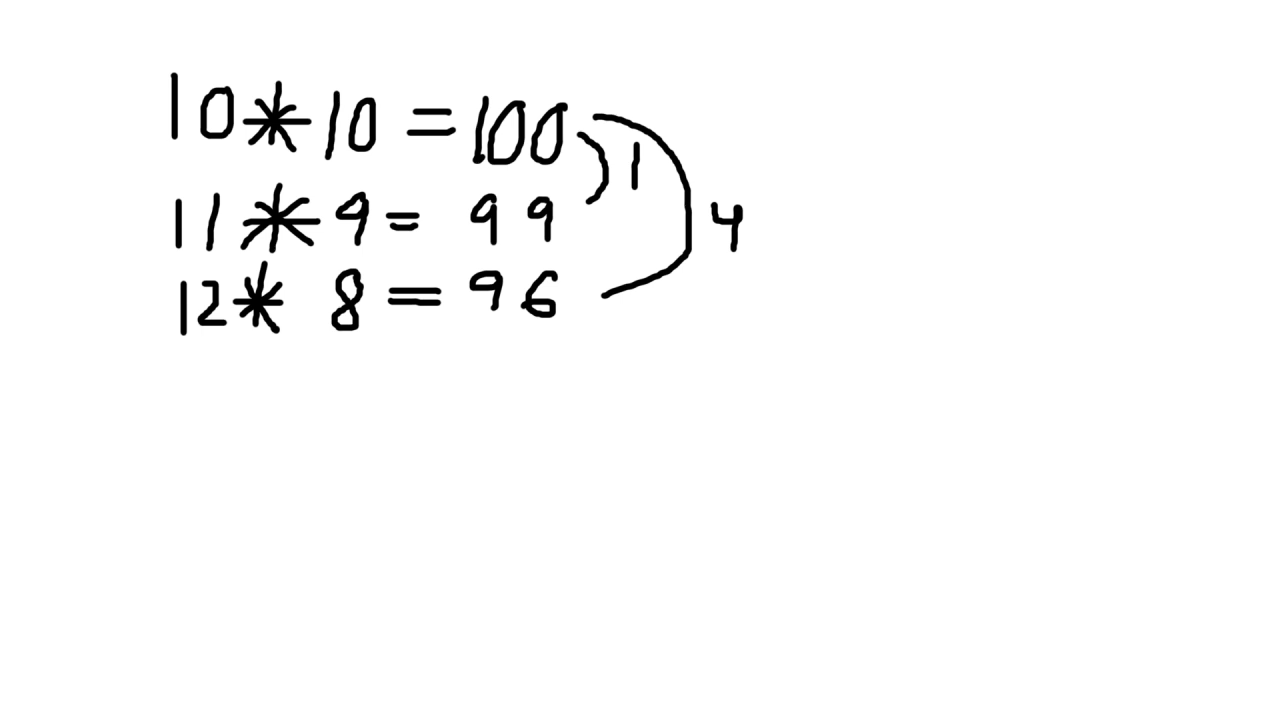 10*10 = 100
11*9 = 99
12*8 = 96
1
4